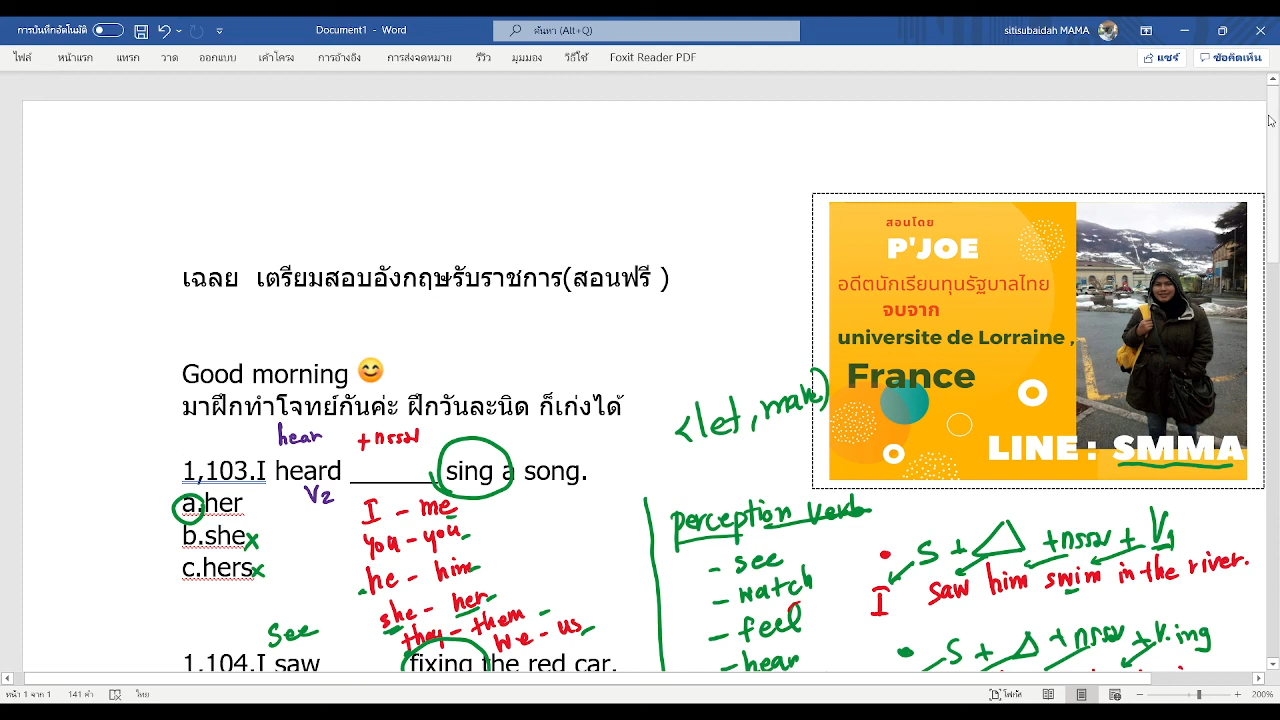 การบันทึกอัตโนมัติ
Document1 - Word
ค้นหา (Alt+Q)
sitisubaidah MAMA
ไฟล์ หน้าแรก แทรก วาด ออกแบบ เค้าโครง การอ้างอิง การส่งจดหมาย รีวิว มุมมอง วิธีใช้ Foxit Reader PDF
แชร์ ข้อคิดเห็น
เฉลย เตรียมสอบอังกฤษรับราชการ(สอนฟรี )
สอนโดย
P'JOE
อดีตนักเรียนทุนรัฐบาลไทย
จบจาก
universite de Lorraine ,
France
LINE : SMMA
Good morning 😊
มาฝึกทำโจทย์กันค่ะ ฝึกวันละนิด ก็เก่งได้
hear +กรรม
1,103.I heard ______ sing a song.
V2
a.her
b.she x
c.hers x
I - me
you - you
he - him
she - her
they - them
we - us
see
1,104.I saw fixing the red car.
<let, make)
perception verb
- see
- watch
- feel
- hear
S + △ +กรรม + V1
I saw him swim in the river.
S + △ +กรรม + V.ing
หน้า 1 จาก 1 141 คำ ไทย
โฟกัส
200%